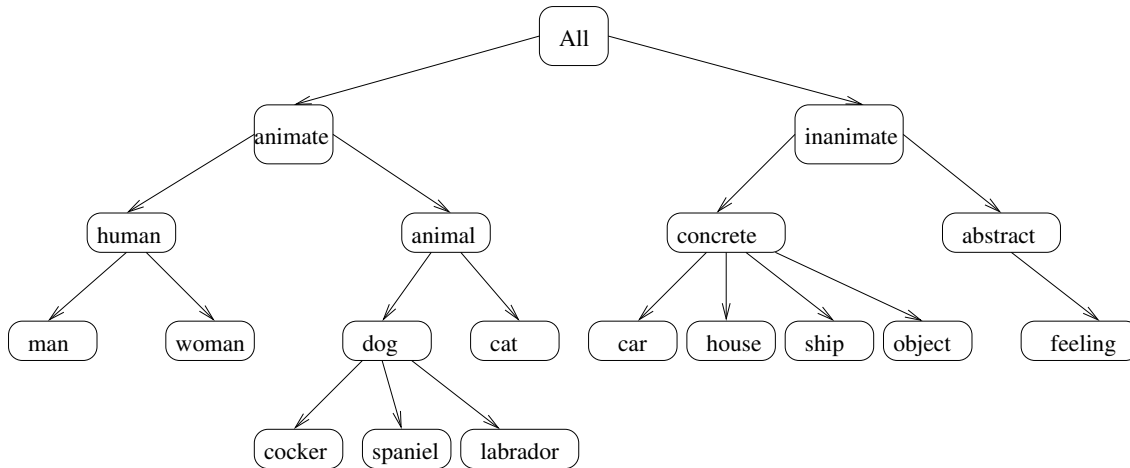 All
animate
inanimate
human
animal
concrete
abstract
man
woman
dog
cat
car
house
ship
object
feeling
cocker
spaniel
labrador